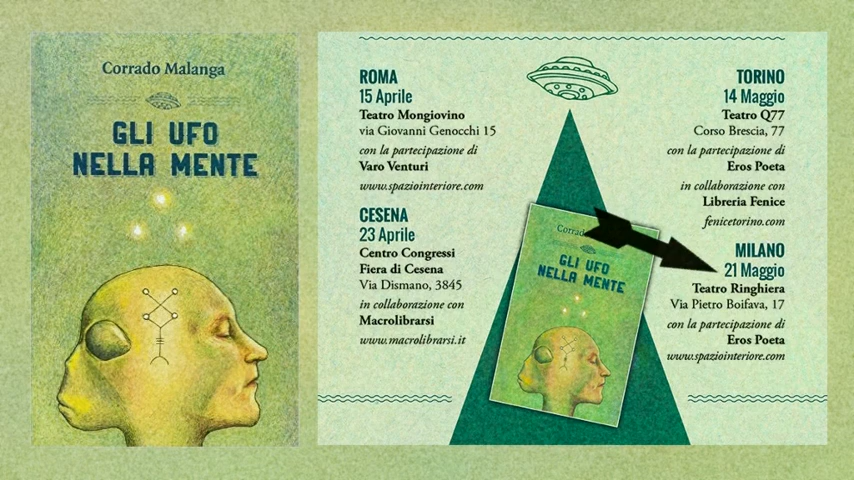 Corrado Malanga
GLI UFO
NELLA MENTE
ROMA
15 Aprile
Teatro Mongiovino
via Giovanni Genocchi 15
con la partecipazione di
Varo Venturi
www.spaziointeriore.com
CESENA
23 Aprile
Centro Congressi
Fiera di Cesena
Via Dismano, 3845
in collaborazione con
Macrolibrarsi
www.macrolibrarsi.it
Corrado
GLI UFO
NELLA MENTE
TORINO
14 Maggio
Teatro Q77
Corso Brescia, 77
con la partecipazione di
Eros Poeta
in collaborazione con
Libreria Fenice
fenicetorino.com
MILANO
21 Maggio
Teatro Ringhiera
Via Pietro Boifava, 17
con la partecipazione di
Eros Poeta
www.spaziointeriore.com